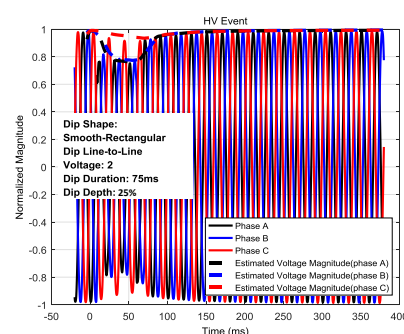 HV Event
Normalized Magnitude
1
0.8
0.6
0.4
0.2
0
-0.2
-0.4
-0.6
-0.8
-1
Dip Shape:
Smooth-Rectangular
Dip Line-to-Line
Voltage: 2
Dip Duration: 75ms
Dip Depth: 25%
Phase A
Phase B
Phase C
Estimated Voltage Magnitude(phase A)
Estimated Voltage Magnitude(phase B)
Estimated Voltage Magnitude(phase C)
-50 0 50 100 150 200 250 300 350 400
Time (ms)